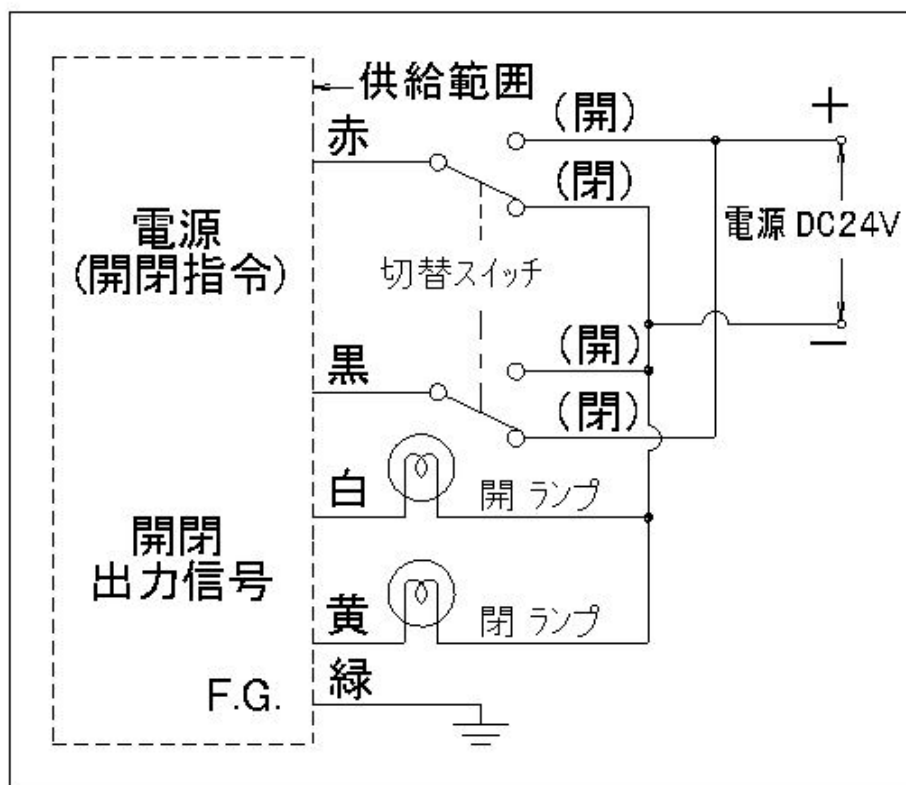 供給範囲
赤
(開)
+
(閉)
電源
(開閉指令)
電源 DC24V
切替スイッチ
(開)
−
黒
(閉)
白
開 ランプ
開閉
出力信号
黄
閉 ランプ
F.G.
緑